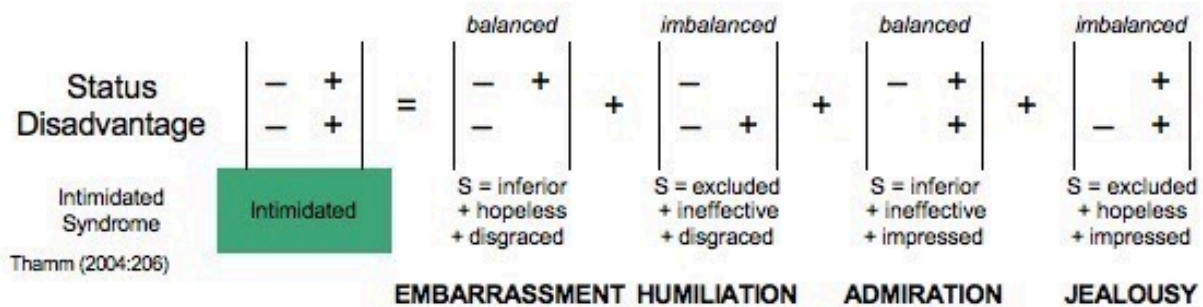 balanced imbalanced balanced imbalanced
Status – + – + – – + +
Disadvantage – + = – + – + + + + – +
Intimidated Intimidated S = inferior S = excluded S = inferior S = excluded
Syndrome + hopeless + ineffective + ineffective + hopeless
+ disgraced + disgraced + impressed + impressed
Thamm (2004:206)
EMBARRASSMENT HUMILIATION ADMIRATION JEALOUSY